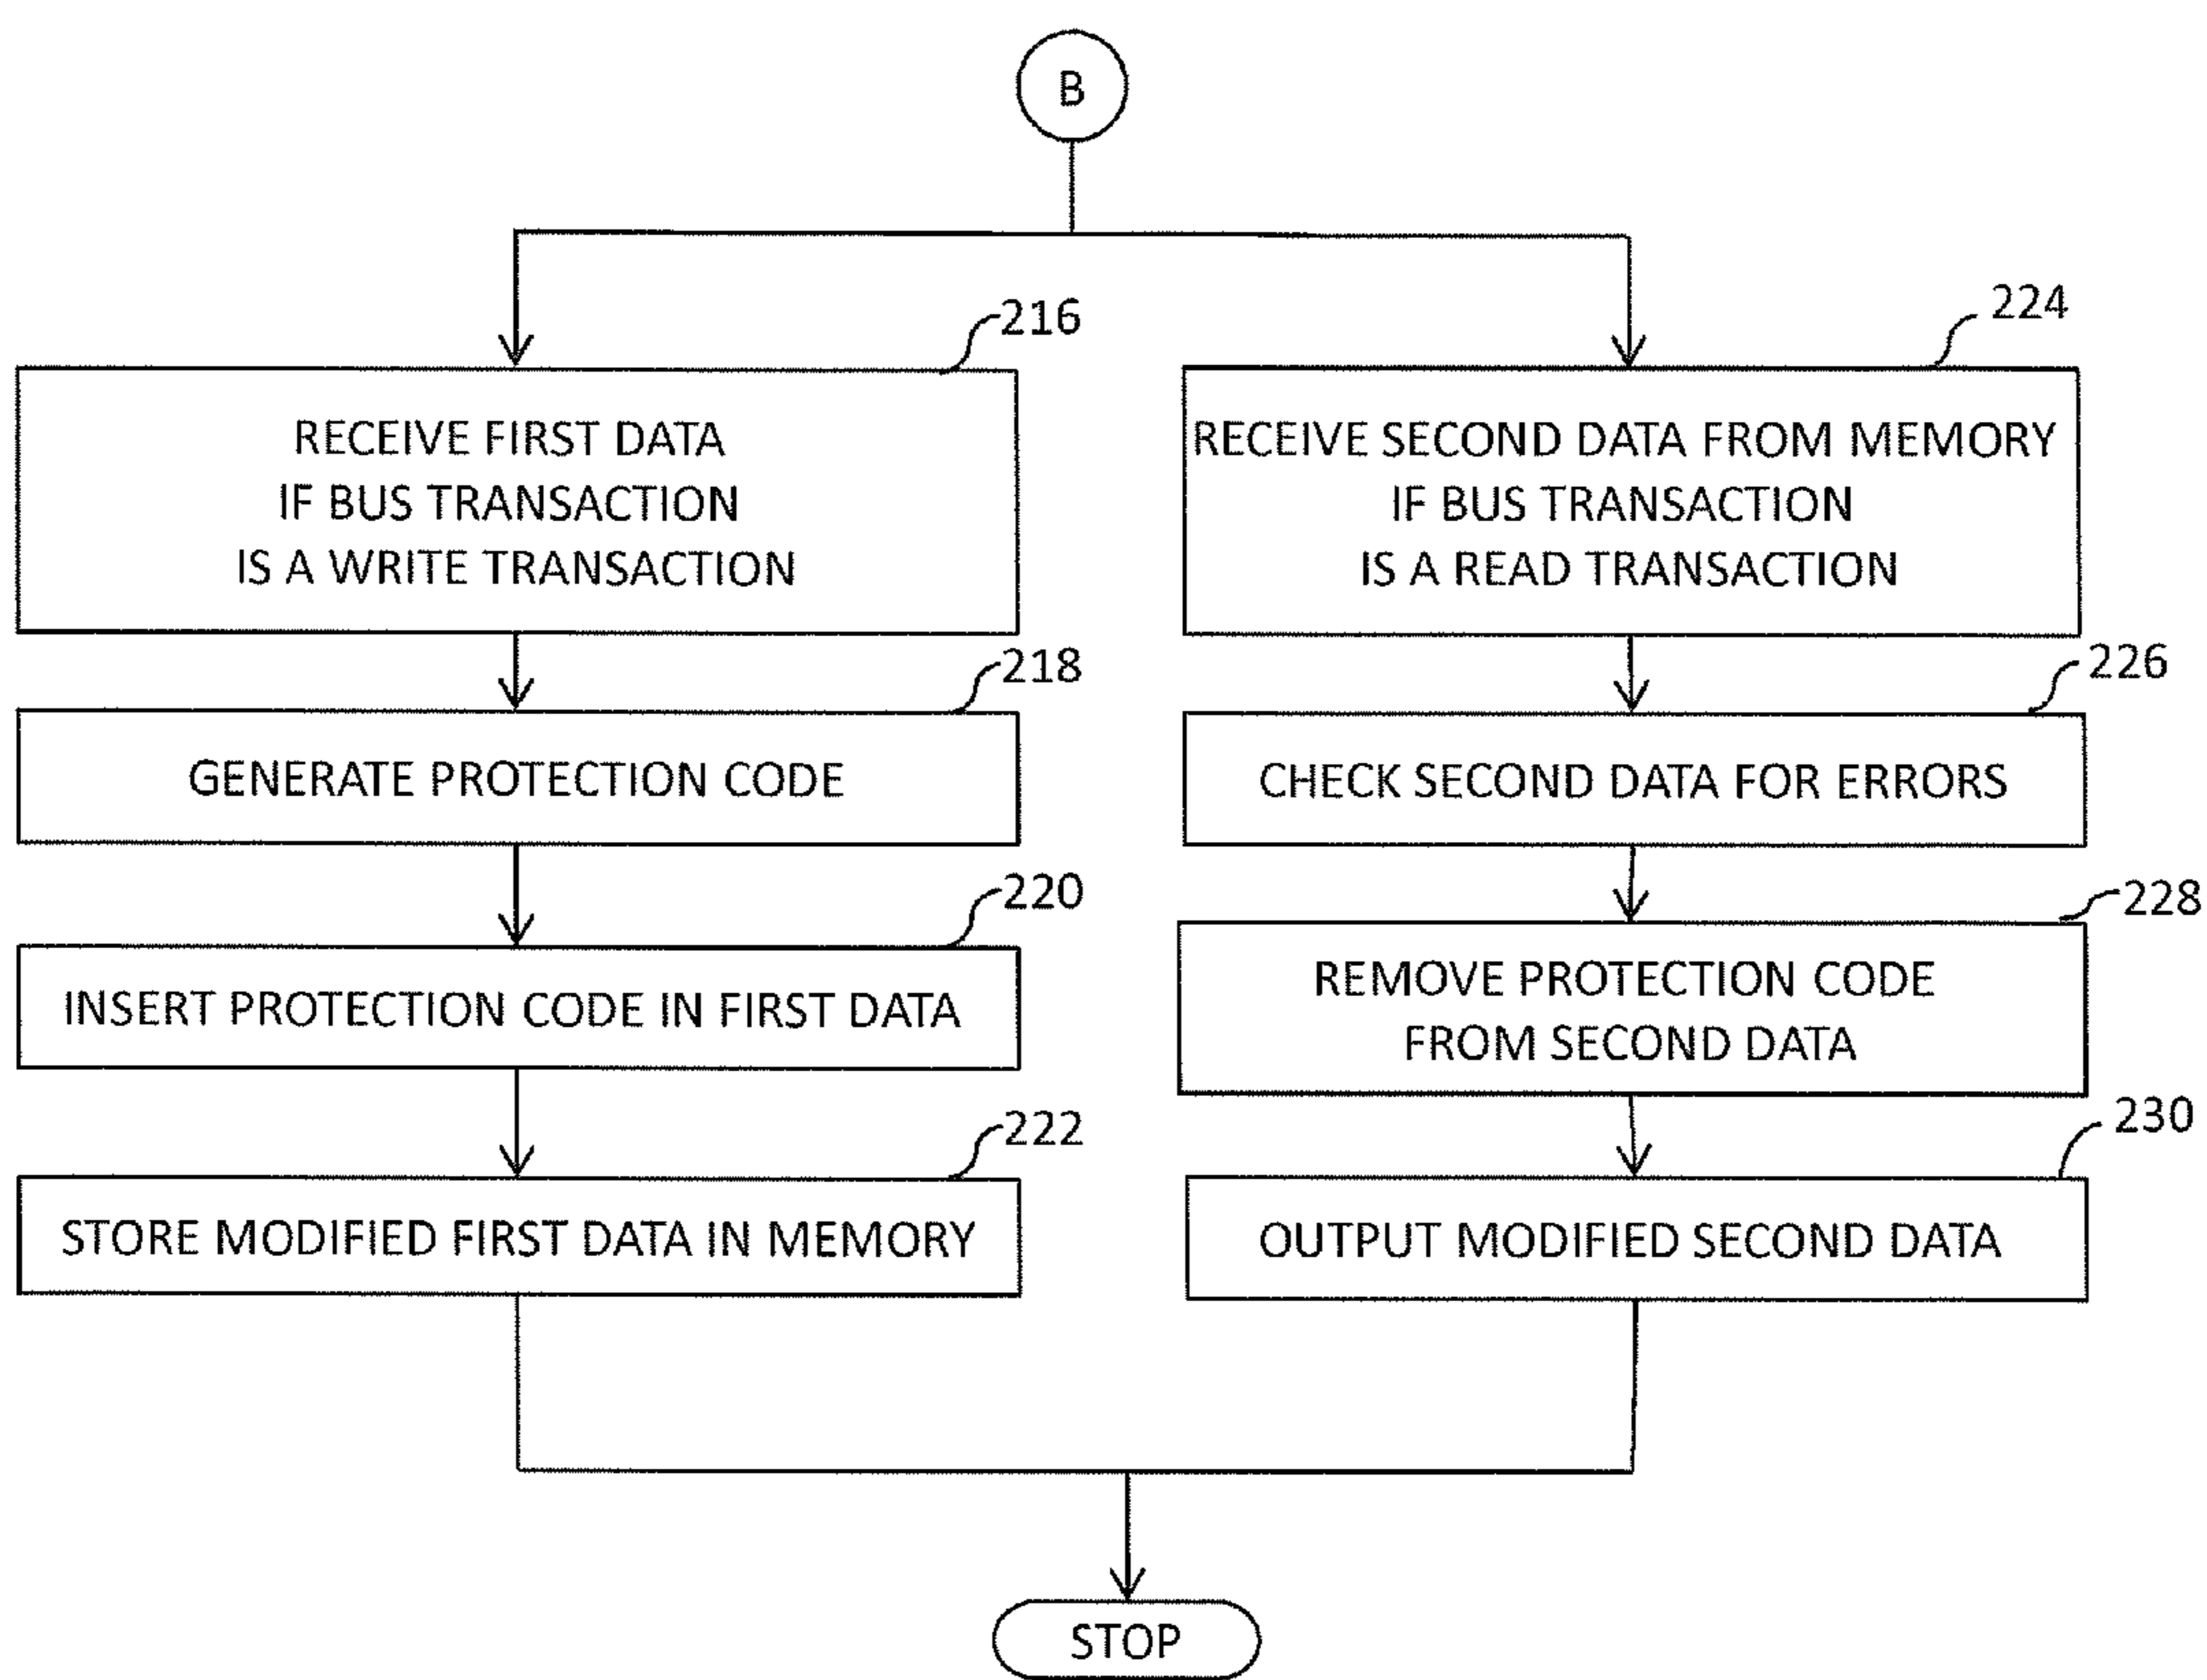 B
216
RECEIVE FIRST DATA
IF BUS TRANSACTION
IS A WRITE TRANSACTION
218
GENERATE PROTECTION CODE
220
INSERT PROTECTION CODE IN FIRST DATA
222
STORE MODIFIED FIRST DATA IN MEMORY
224
RECEIVE SECOND DATA FROM MEMORY
IF BUS TRANSACTION
IS A READ TRANSACTION
226
CHECK SECOND DATA FOR ERRORS
228
REMOVE PROTECTION CODE
FROM SECOND DATA
230
OUTPUT MODIFIED SECOND DATA
STOP